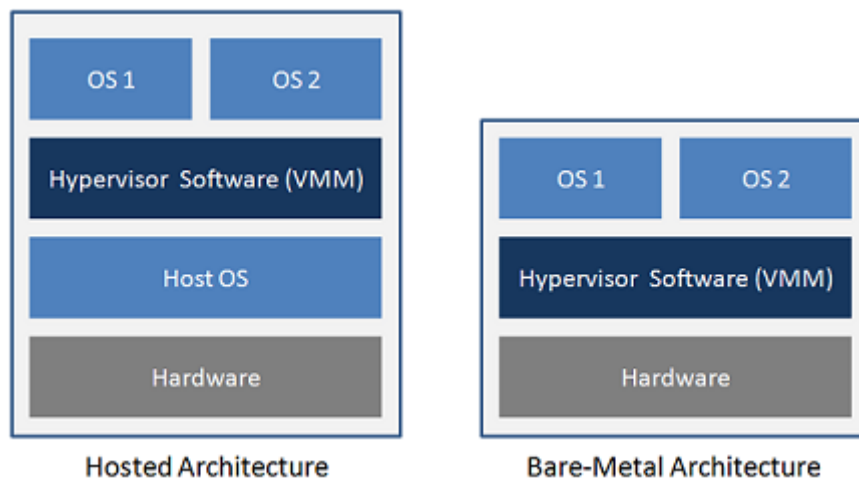 OS 1
OS 2
Hypervisor Software (VMM)
Host OS
Hardware
Hosted Architecture
OS 1
OS 2
Hypervisor Software (VMM)
Hardware
Bare-Metal Architecture